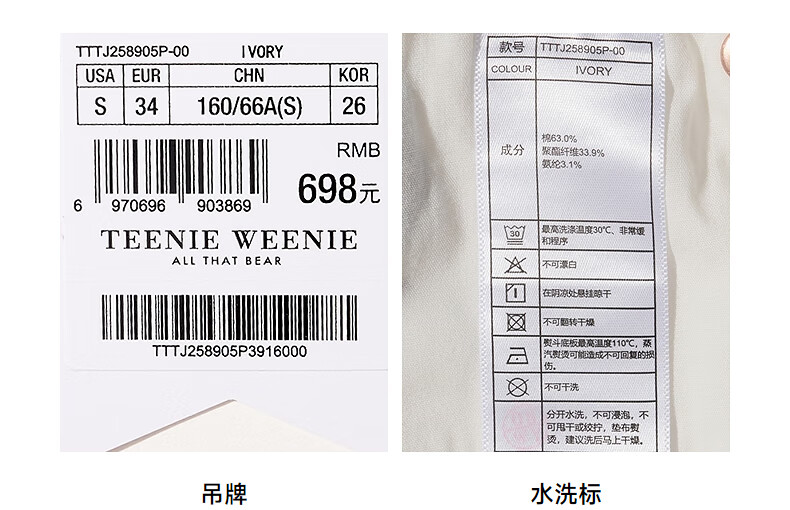 TTTJ258905P-00 IVORY
USA EUR CHN KOR
S 34 160/66A(S) 26
RMB
698元
6 970696 903869
TEENIE WEENIE
ALL THAT BEAR
TTTJ258905P3916000
吊牌
款号 TTTJ258905P-00
COLOUR IVORY
成分
棉63.0%
聚酯纤维33.9%
氨纶3.1%
30
最高洗涤温度30℃、非常缓
和程序
不可漂白
在阴凉处悬挂晾干
不可翻转干燥
熨斗底板最高温度110℃，蒸
汽熨烫可能造成不可回复的损
伤。
不可干洗
分开水洗，不可浸泡，不
可甩干或绞拧，垫布熨
烫，建议洗后马上干燥。
水洗标